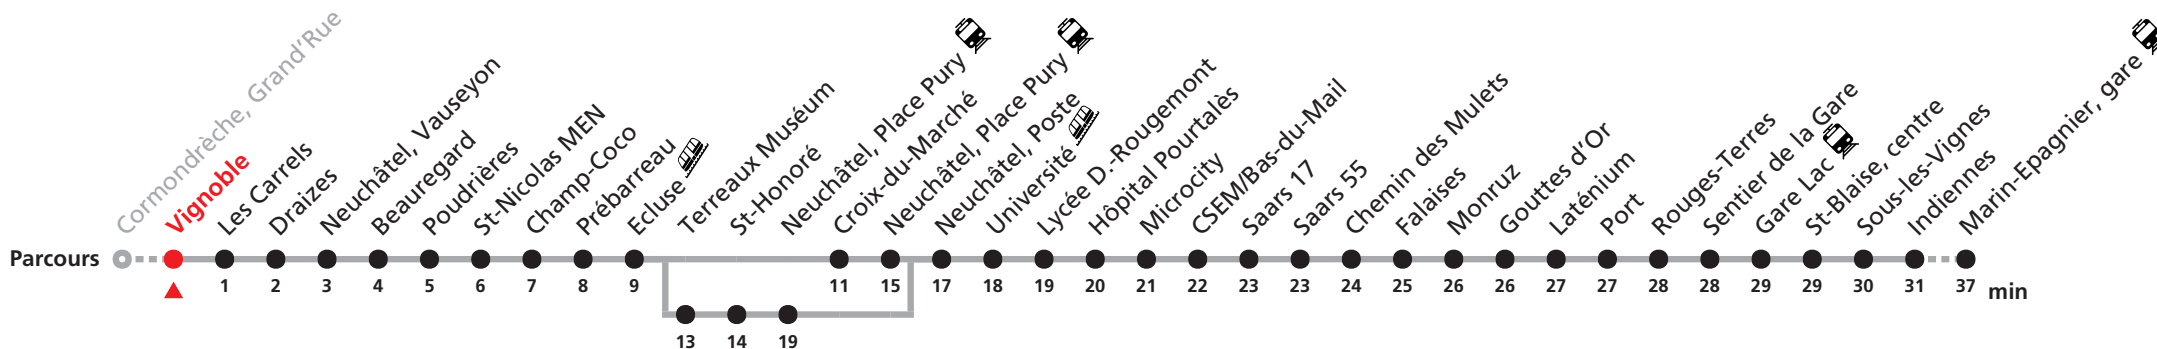 Cormondrèche, Grand'Rue
Vignoble
Les Carrels
Draizes
Neuchâtel, Vauseyon
Beauregard
Poudrières
St-Nicolas MEN
Champ-Coco
Prébarreau
Ecluse
Terreaux Muséum
St-Honoré
Neuchâtel, Place Pury
Croix-du-Marché
Neuchâtel, Place Pury
Neuchâtel, Poste
Université
Lycée D.-Rougemont
Hôpital Pourtalès
Microcity
CSEM/Bas-du-Mail
Saars 17
Saars 55
Chemin des Mulets
Falaises
Monruz
Gouttes d'Or
Laténium
Port
Rouges-Terres
Sentier de la Gare
Gare Lac
St-Blaise, centre
Sous-les-Vignes
Indiennes
Marin-Epagnier, gare
Parcours
1 2 3 4 5 6 7 8 9 11 15 17 18 19 20 21 22 23 23 24 25 26 26 27 27 28 28 29 29 30 31 37 min
13 14 19